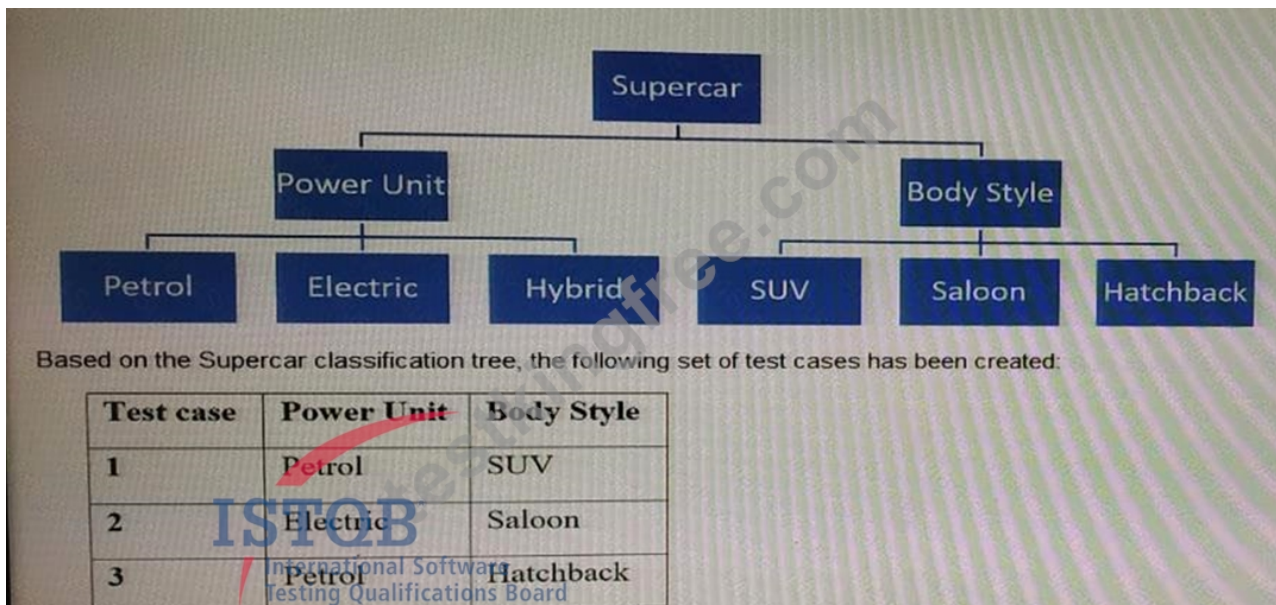 Supercar
Power Unit
Body Style
Petrol
Electric
Hybrid
SUV
Saloon
Hatchback
Based on the Supercar classification tree, the following set of test cases has been created:
Test case Power Unit Body Style
1 Petrol SUV
2 Electric Saloon
3 Petrol Hatchback
ISTQB
International Software
Testing Qualifications Board
testkingfree.com